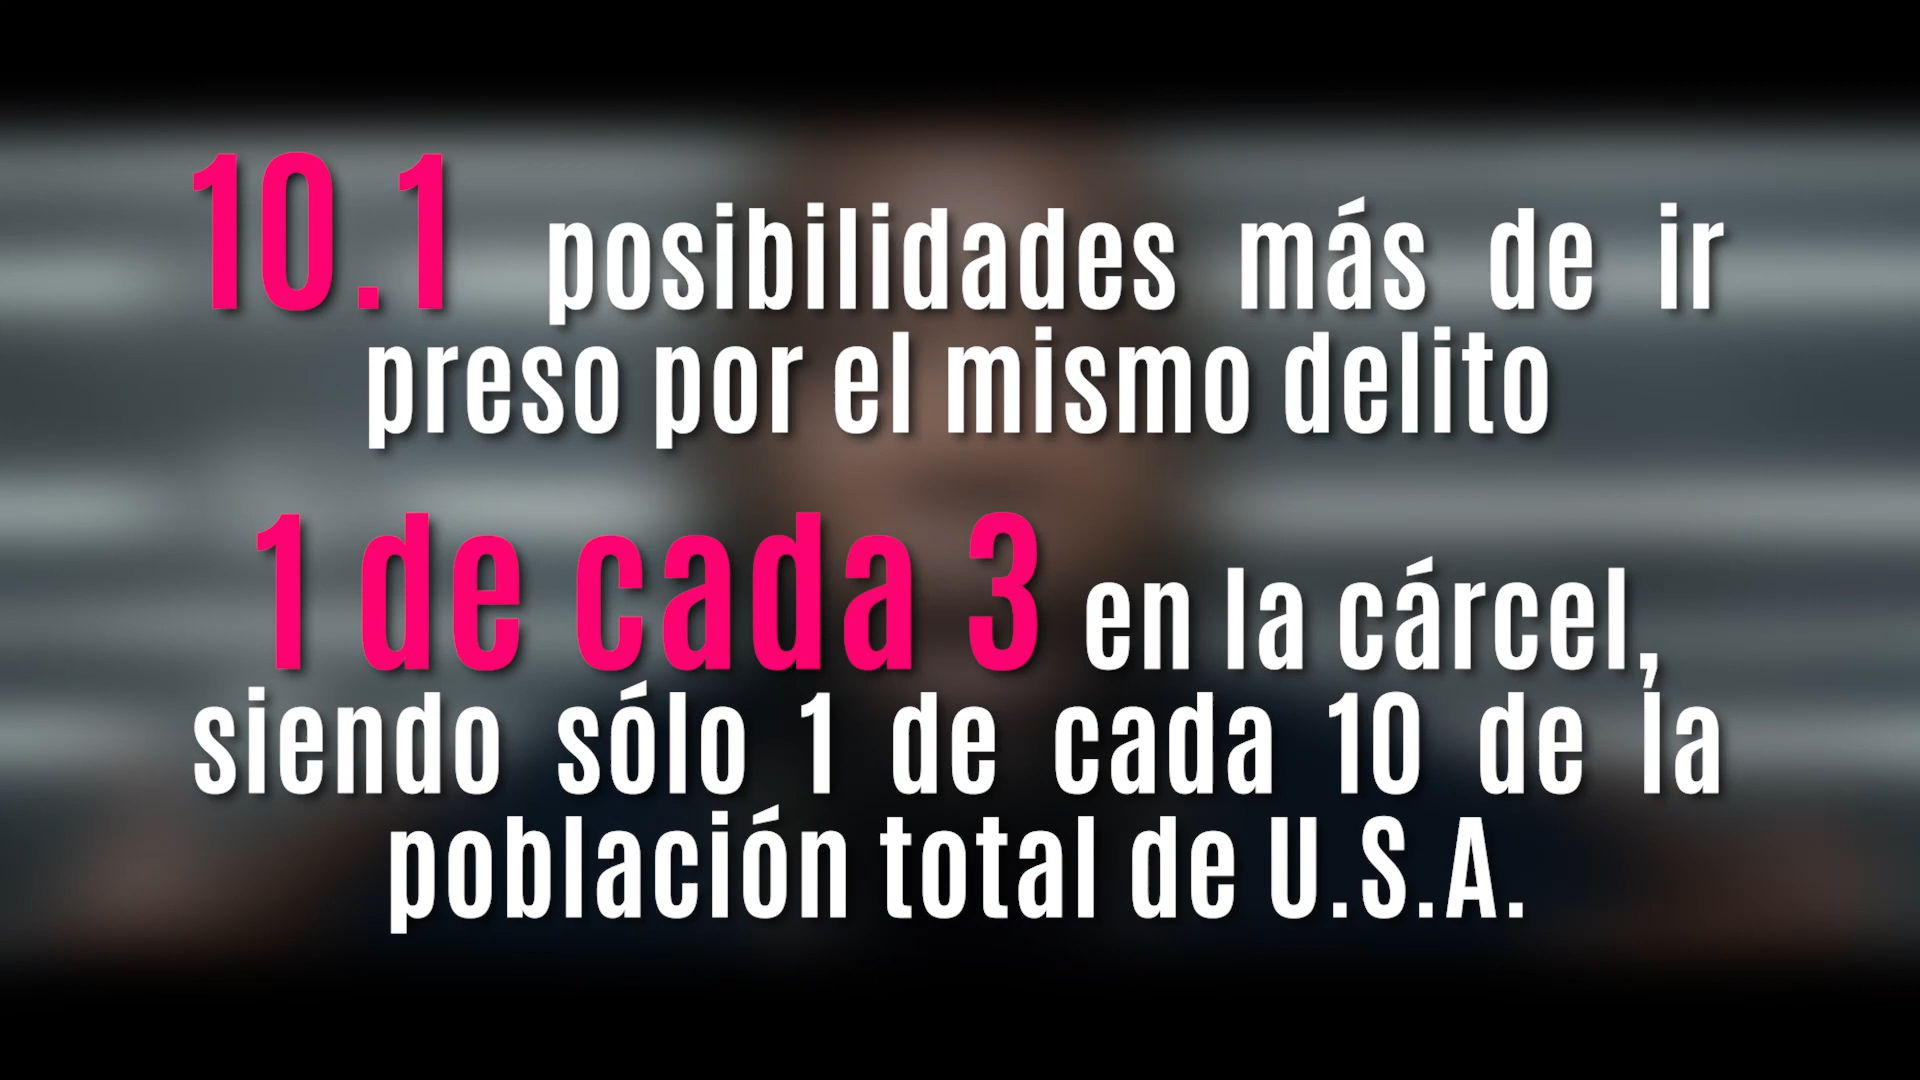 10.1 posibilidades más de ir
preso por el mismo delito
1 de cada 3 en la cárcel,
siendo sólo 1 de cada 10 de la
población total de U.S.A.